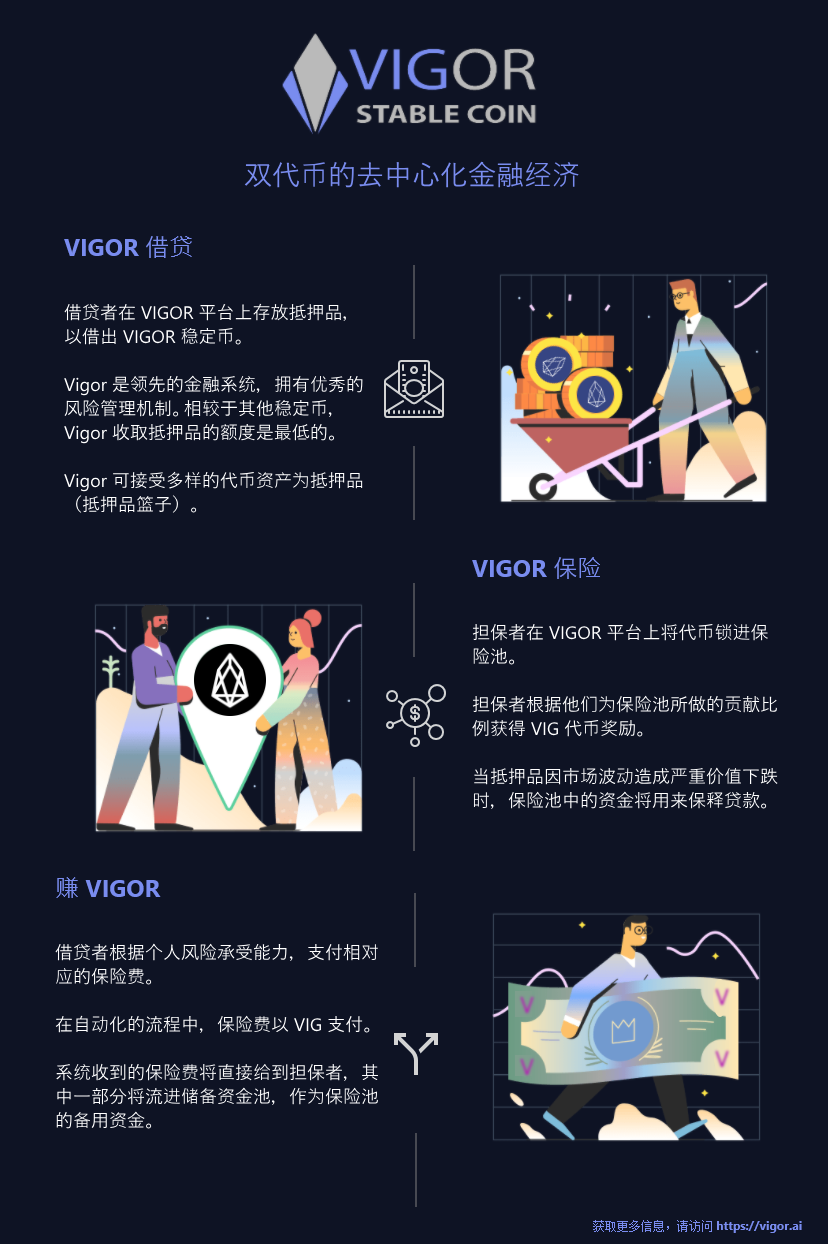 VIGOR
STABLE COIN
双代币的去中心化金融经济
VIGOR 借贷
借贷者在 VIGOR 平台上存放抵押品，
以借出 VIGOR 稳定币。
Vigor 是领先的金融系统，拥有优秀的
风险管理机制。相较于其他稳定币，
Vigor 收取抵押品的额度是最低的。
Vigor 可接受多样的代币资产为抵押品
（抵押品篮子）。
VIGOR 保险
担保者在 VIGOR 平台上将代币锁进保
险池。
担保者根据他们为保险池所做的贡献比
例获得 VIG 代币奖励。
当抵押品因市场波动造成严重价值下跌
时，保险池中的资金将用来保释贷款。
$
赚 VIGOR
借贷者根据个人风险承受能力，支付相对
应的保险费。
在自动化的流程中，保险费以 VIG 支付。
系统收到的保险费将直接给到担保者，其
中一部分将流进储备资金池，作为保险池
的备用资金。
V
V
V
V
获取更多信息，请访问 https://vigor.ai